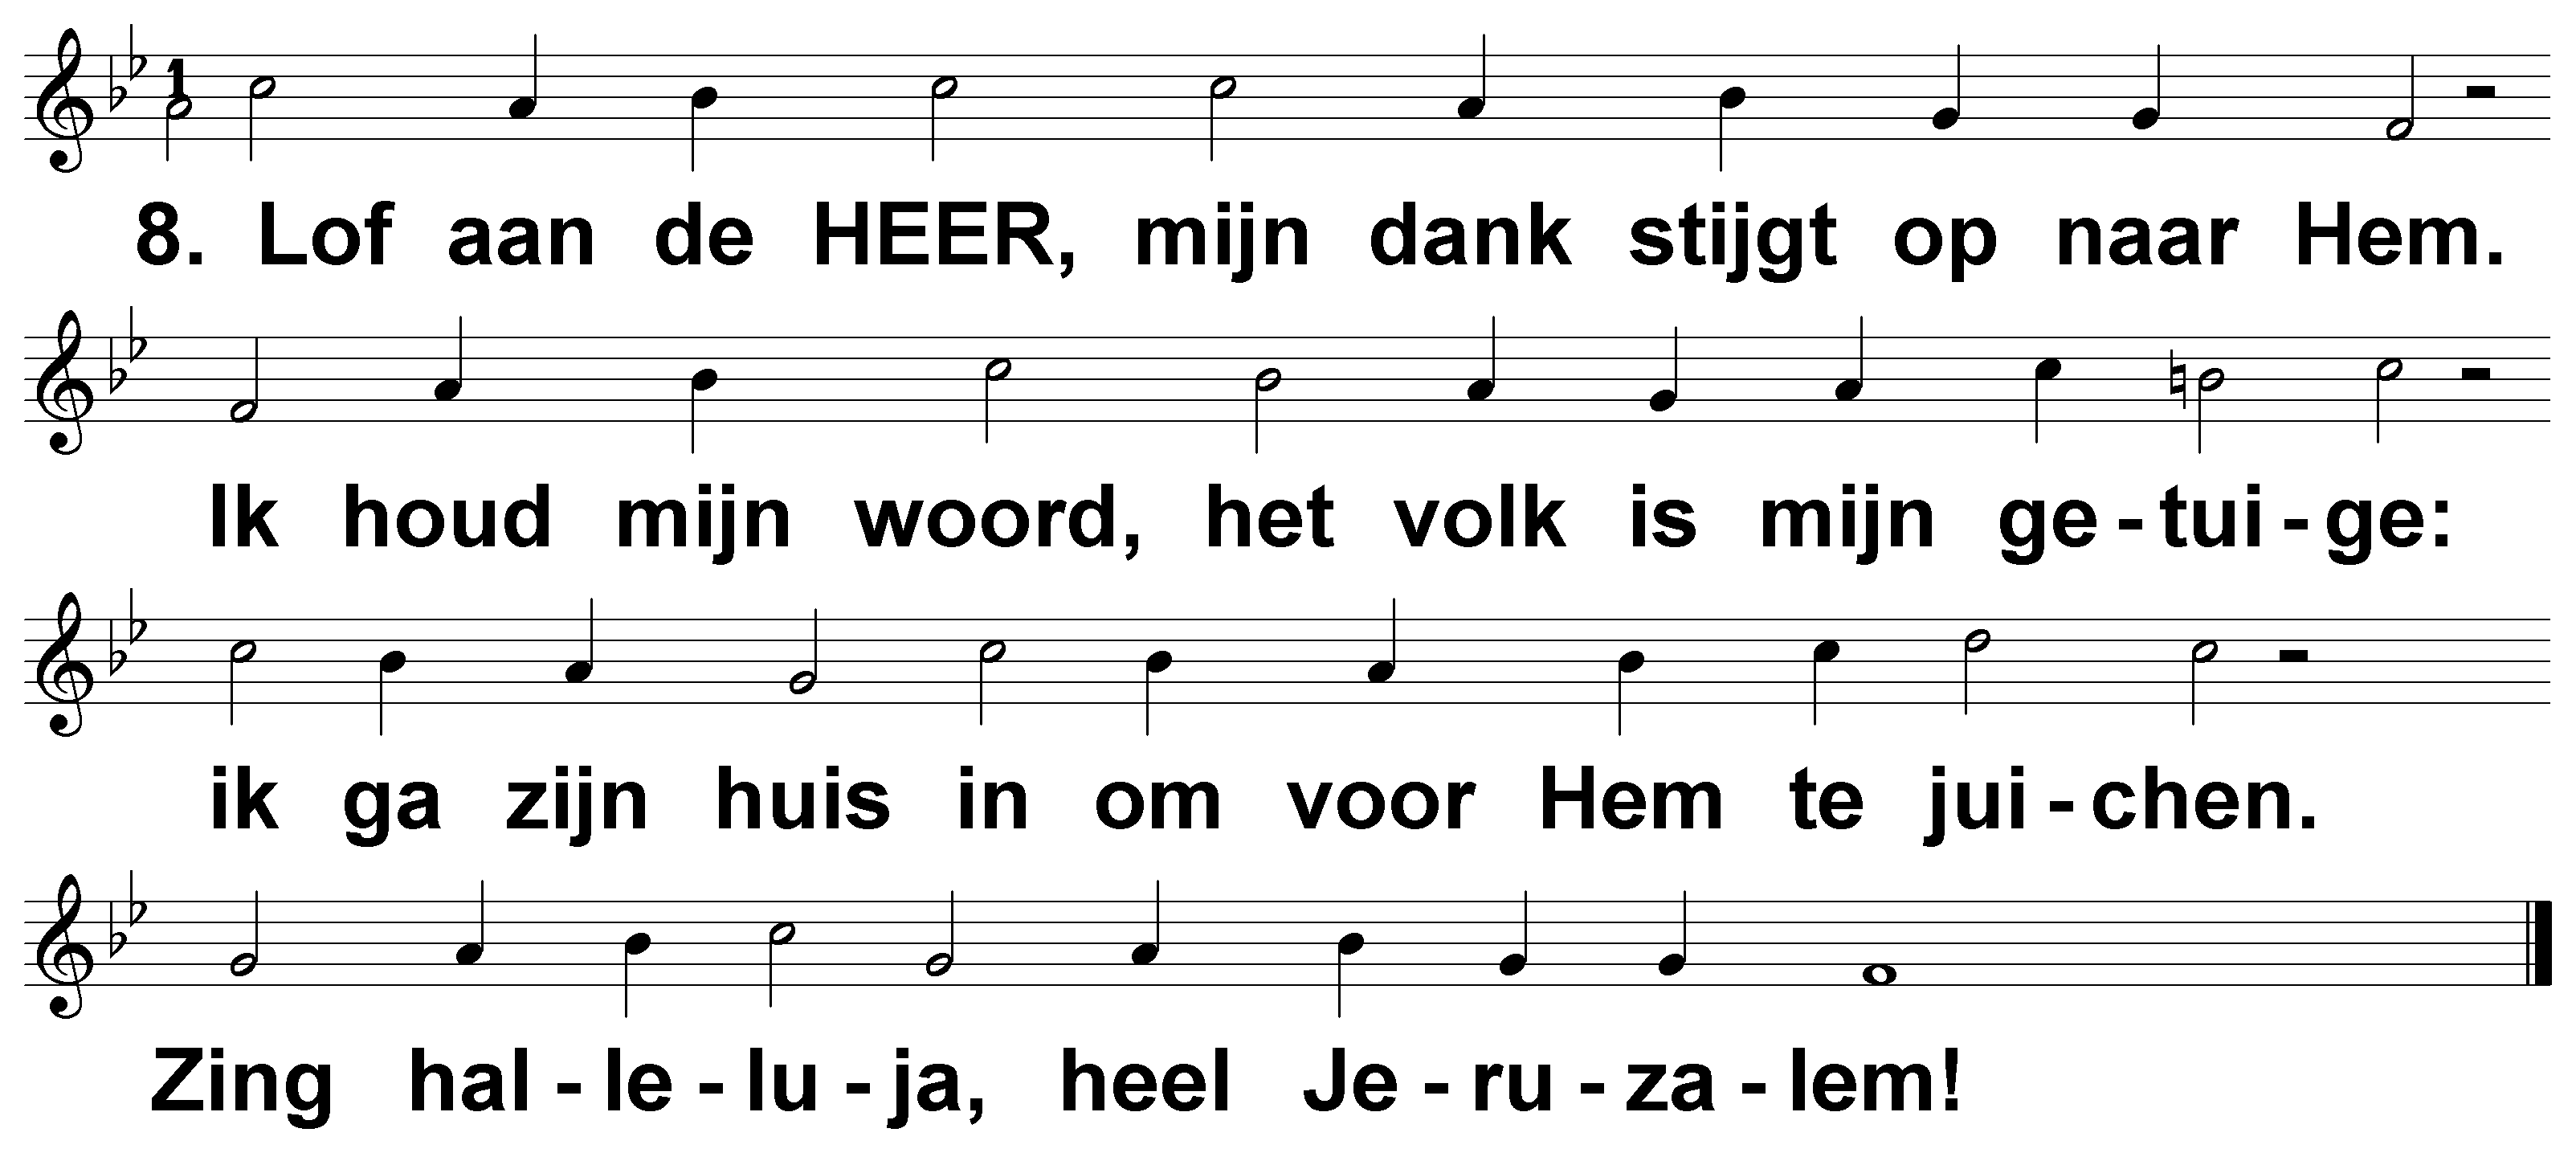 1
8. Lof aan de HEER, mijn dank stijgt op naar Hem.
Ik houd mijn woord, het volk is mijn ge-tui-ge:
ik ga zijn huis in om voor Hem te jui-chen.
Zing hal-le-lu-ja, heel Je-ru-za-lem!